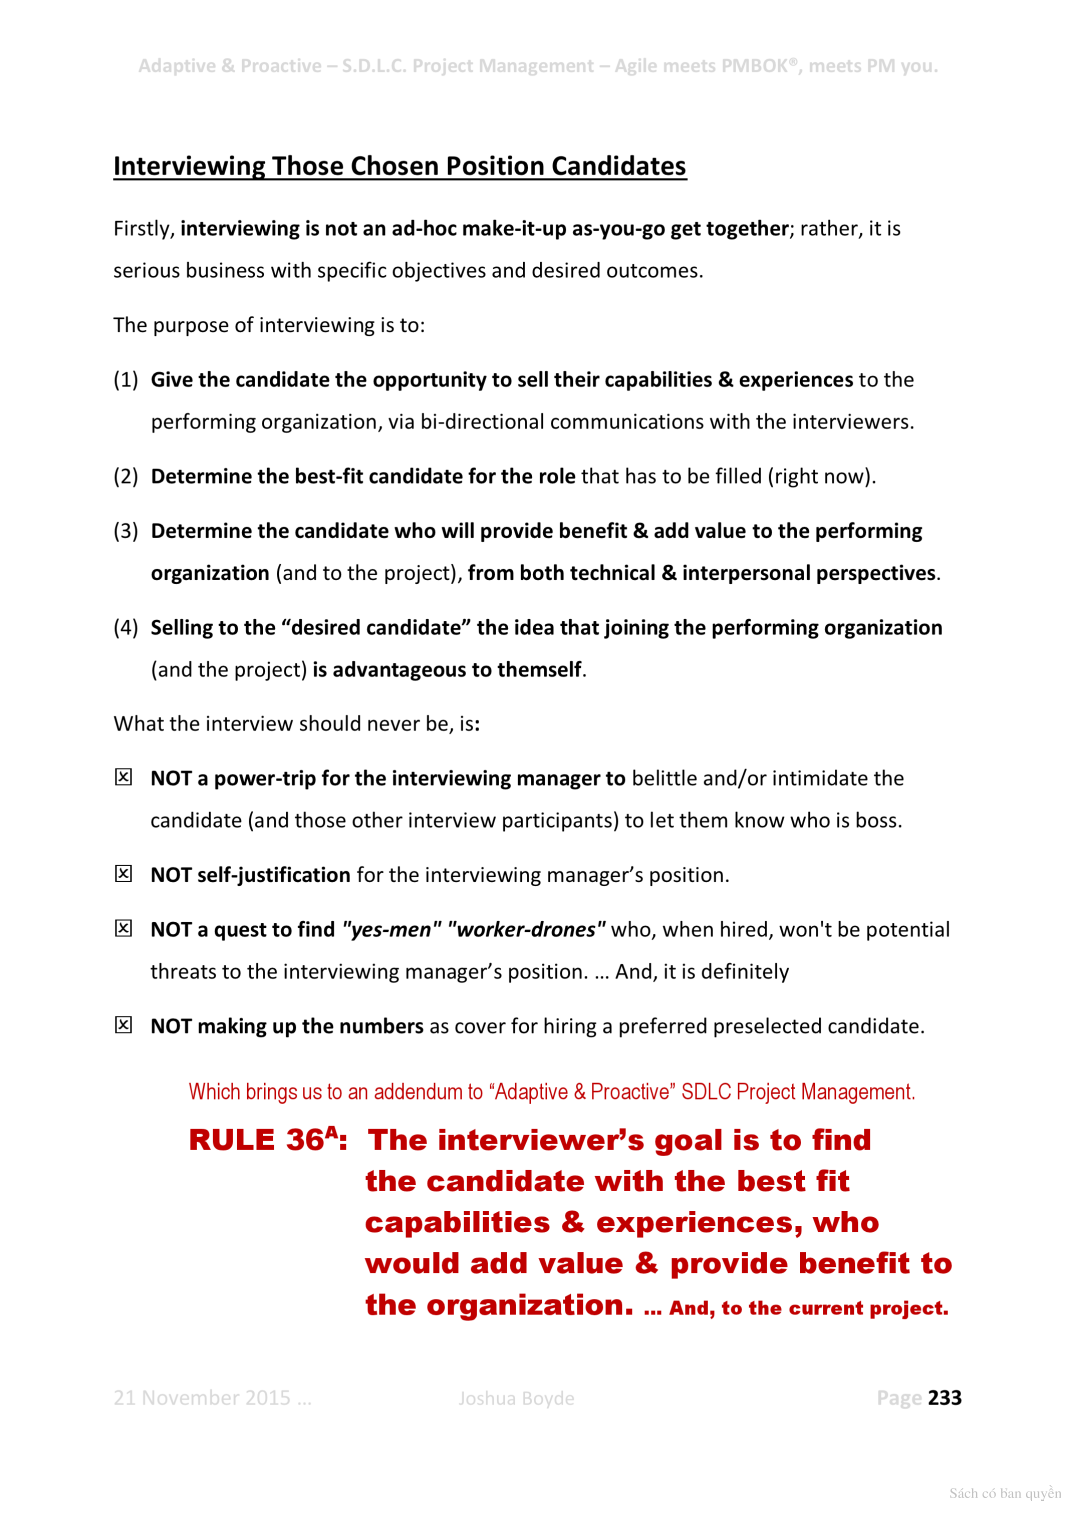 Adaptive & Proactive – S.D.L.C. Project Management – Agile meets PMBOK®, meets PM you.
Interviewing Those Chosen Position Candidates
Firstly, interviewing is not an ad-hoc make-it-up as-you-go get together; rather, it is
serious business with specific objectives and desired outcomes.
The purpose of interviewing is to:
(1) Give the candidate the opportunity to sell their capabilities & experiences to the
performing organization, via bi-directional communications with the interviewers.
(2) Determine the best-fit candidate for the role that has to be filled (right now).
(3) Determine the candidate who will provide benefit & add value to the performing
organization (and to the project), from both technical & interpersonal perspectives.
(4) Selling to the “desired candidate” the idea that joining the performing organization
(and the project) is advantageous to themself.
What the interview should never be, is:
☒ NOT a power-trip for the interviewing manager to belittle and/or intimidate the
candidate (and those other interview participants) to let them know who is boss.
☒ NOT self-justification for the interviewing manager’s position.
☒ NOT a quest to find "yes-men" "worker-drones" who, when hired, won't be potential
threats to the interviewing manager’s position. … And, it is definitely
☒ NOT making up the numbers as cover for hiring a preferred preselected candidate.
Which brings us to an addendum to “Adaptive & Proactive” SDLC Project Management.
RULE 36ᴬ: The interviewer’s goal is to find
the candidate with the best fit
capabilities & experiences, who
would add value & provide benefit to
the organization. … And, to the current project.
21 November 2015 … Joshua Boyde Page 233
Sách có bản quyền